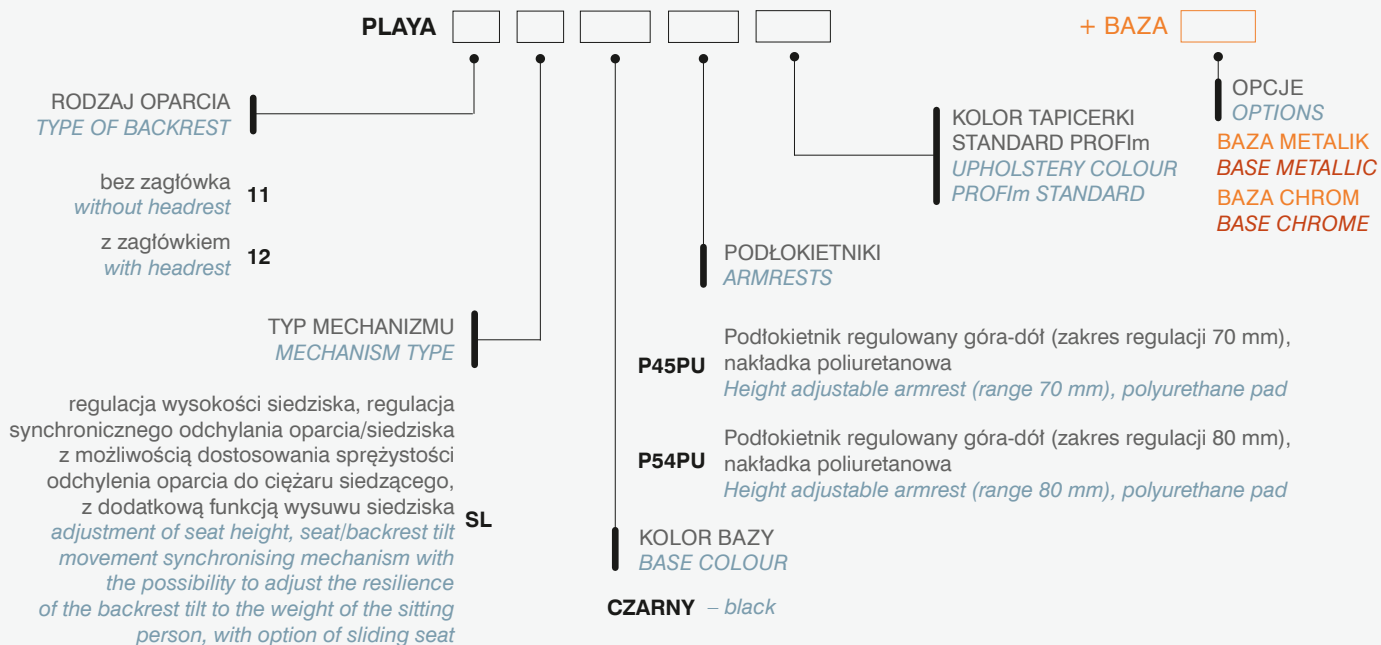 PLAYA
+ BAZA
RODZAJ OPARCIA
TYPE OF BACKREST
bez zagłówka
without headrest
11
z zagłówkiem
with headrest
12
TYP MECHANIZMU
MECHANISM TYPE
regulacja wysokości siedziska, regulacja
synchronicznego odchylania oparcia/siedziska
z możliwością dostosowania sprężystości
odchylenia oparcia do ciężaru siedzącego,
z dodatkową funkcją wysuwu siedziska
SL
adjustment of seat height, seat/backrest tilt
movement synchronising mechanism with
the possibility to adjust the resilience
of the backrest tilt to the weight of the sitting
person, with option of sliding seat
KOLOR BAZY
BASE COLOUR
CZARNY – black
PODŁOKIETNIKI
ARMRESTS
P45PU
Podłokietnik regulowany góra-dół (zakres regulacji 70 mm),
nakładka poliuretanowa
Height adjustable armrest (range 70 mm), polyurethane pad
P54PU
Podłokietnik regulowany góra-dół (zakres regulacji 80 mm),
nakładka poliuretanowa
Height adjustable armrest (range 80 mm), polyurethane pad
KOLOR TAPICERKI
STANDARD PROFIm
UPHOLSTERY COLOUR
PROFIm STANDARD
OPCJE
OPTIONS
BAZA METALIK
BASE METALLIC
BAZA CHROM
BASE CHROME